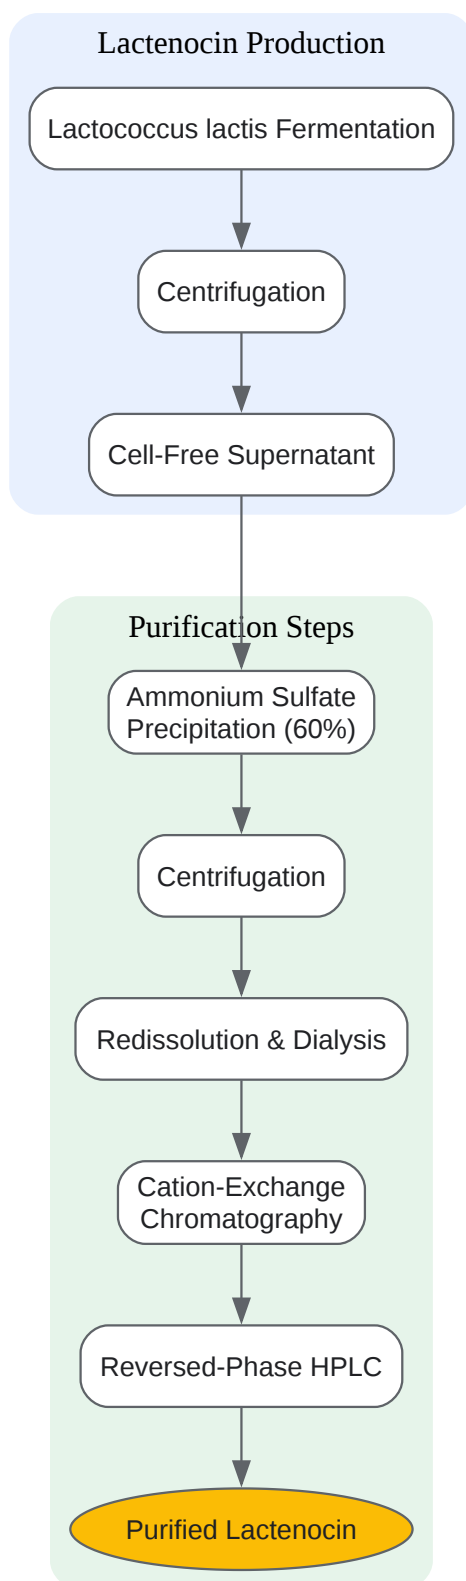 Lactenocin Production
Lactococcus lactis Fermentation
Centrifugation
Cell-Free Supernatant
Purification Steps
Ammonium Sulfate
Precipitation (60%)
Centrifugation
Redissolution & Dialysis
Cation-Exchange
Chromatography
Reversed-Phase HPLC
Purified Lactenocin